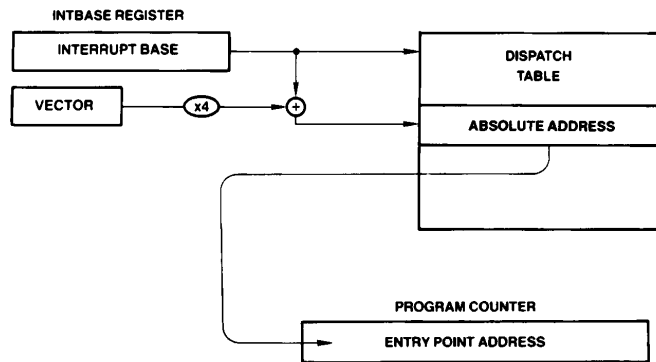 INTBASE REGISTER
INTERRUPT BASE
DISPATCH
TABLE
VECTOR
x4
+
ABSOLUTE ADDRESS
PROGRAM COUNTER
ENTRY POINT ADDRESS